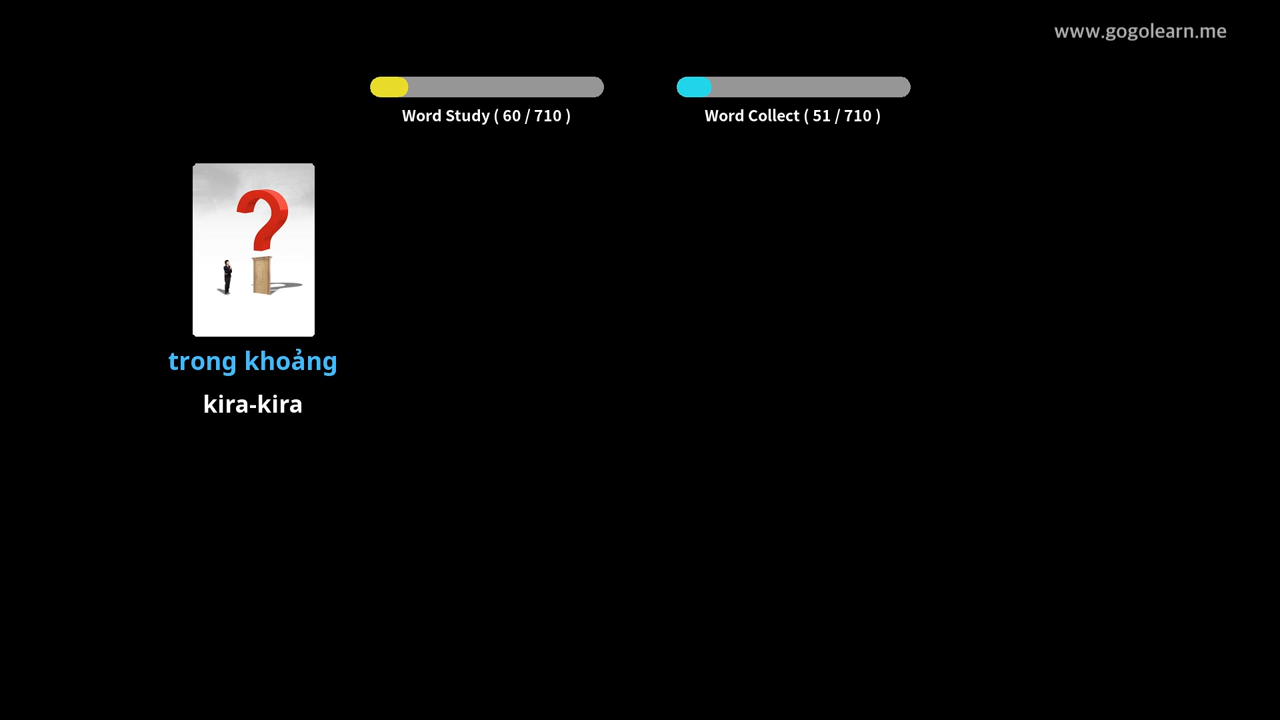 www.gogolearn.me
Word Study ( 60 / 710 )
Word Collect ( 51 / 710 )
trong khoảng
kira-kira